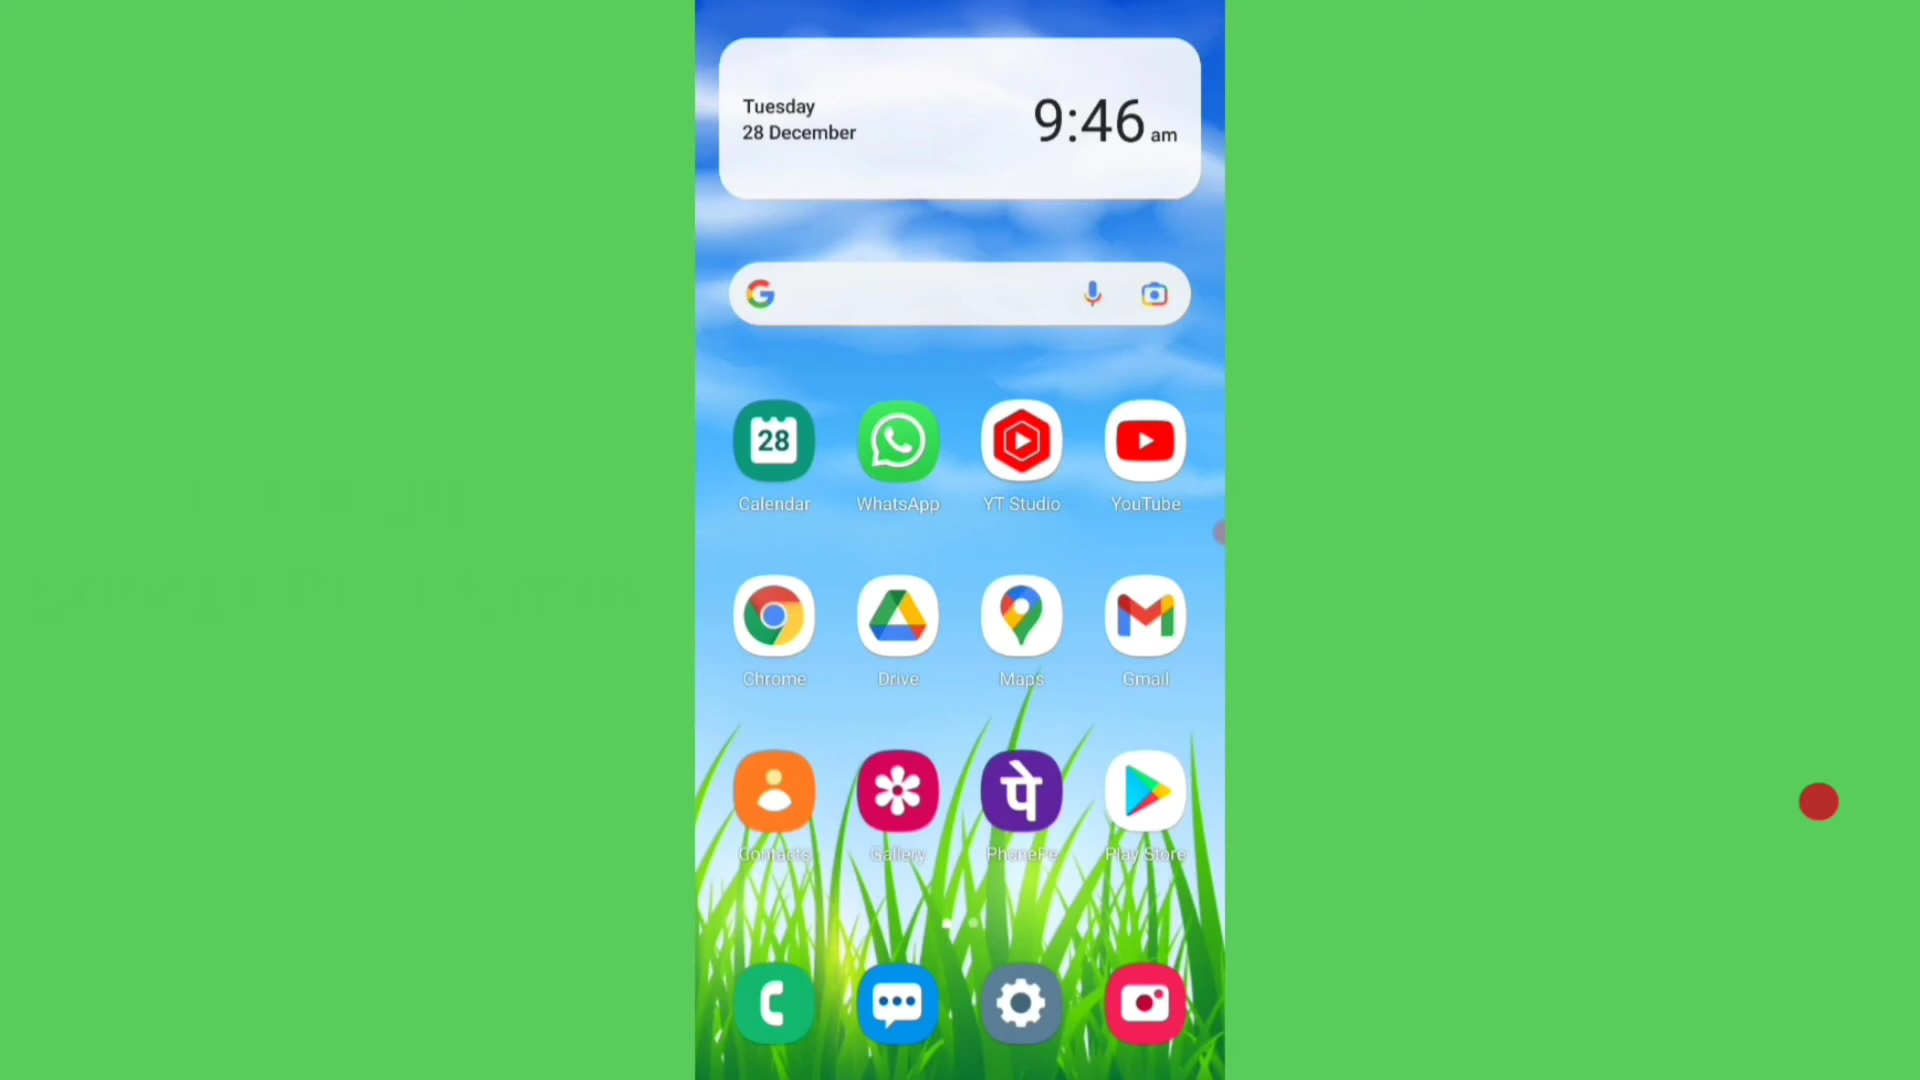 Tuesday
28 December
9:46 am
28
Calendar WhatsApp YT Studio YouTube
Chrome Drive Maps Gmail
पे
Contacts Gallery PhonePe Play Store